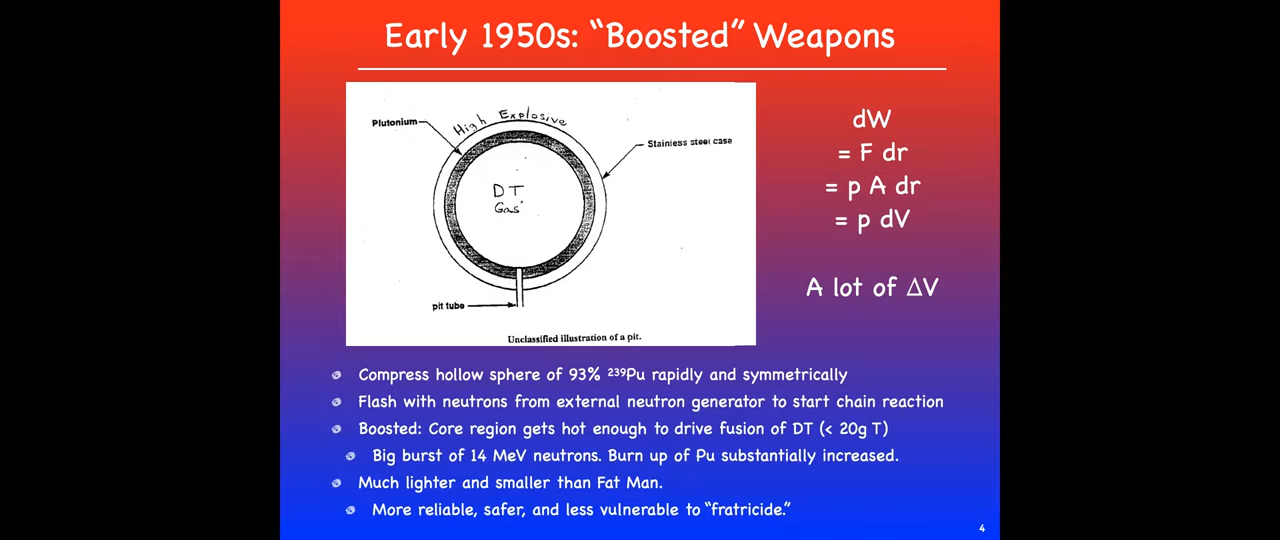 Early 1950s: “Boosted” Weapons
Plutonium
High Explosive
Stainless steel case
DT
Gas
pit tube
Unclassified illustration of a pit.
dW
= F dr
= p A dr
= p dV
A lot of ΔV
Compress hollow sphere of 93% ²³⁹Pu rapidly and symmetrically
Flash with neutrons from external neutron generator to start chain reaction
Boosted: Core region gets hot enough to drive fusion of DT (< 20g T)
Big burst of 14 MeV neutrons. Burn up of Pu substantially increased.
Much lighter and smaller than Fat Man.
More reliable, safer, and less vulnerable to “fratricide.”
4